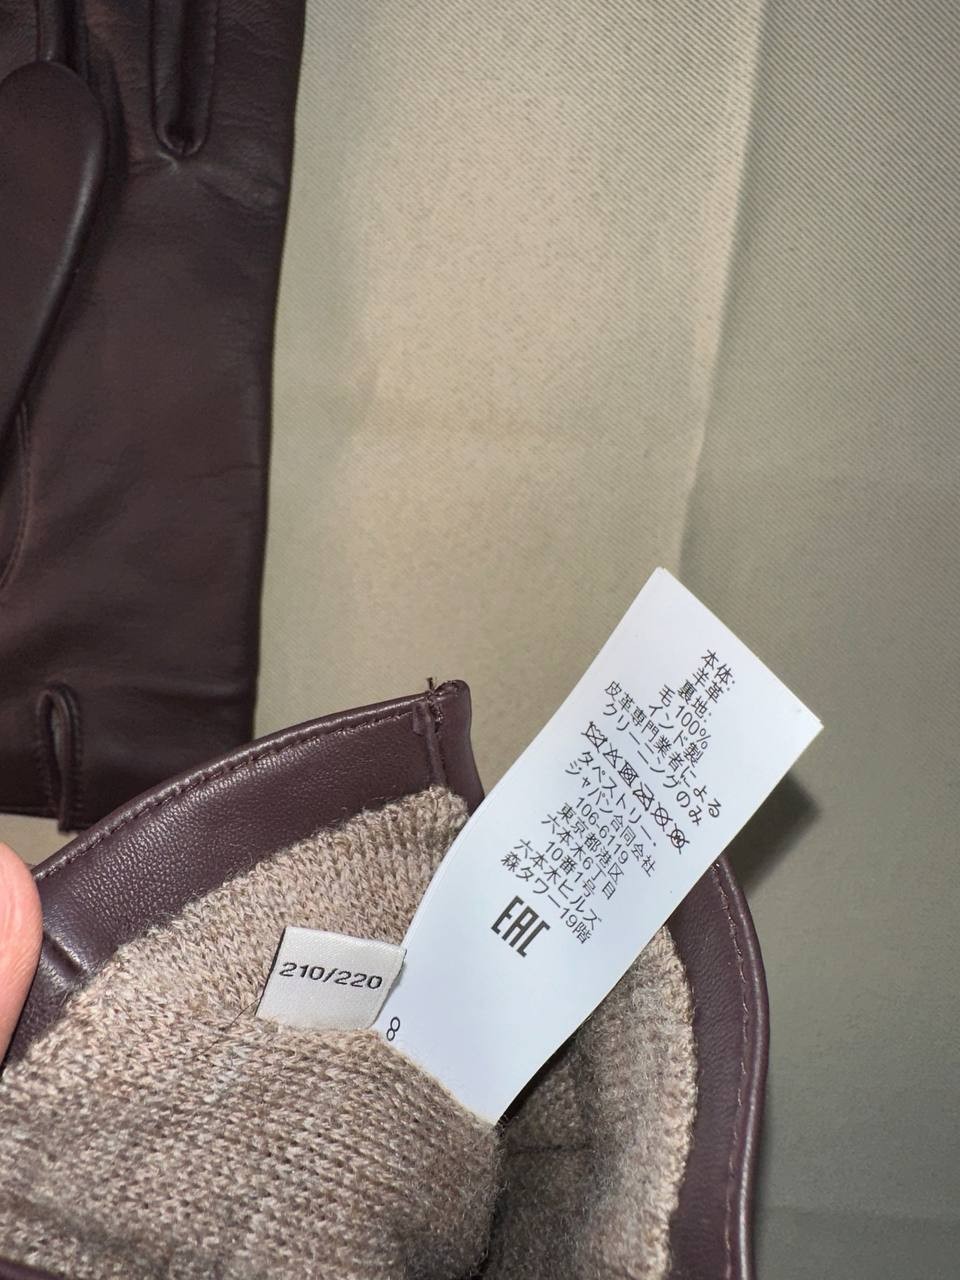 本体:
羊革
裏地:
毛 100%
インド製
皮革専門業者による
クリーニングのみ
タペストリー.
ジャパン合同会社
106-6119
東京都港区
六本木6丁目
10番1号
六本木ヒルズ
森タワー19階
EAC
210/220
8